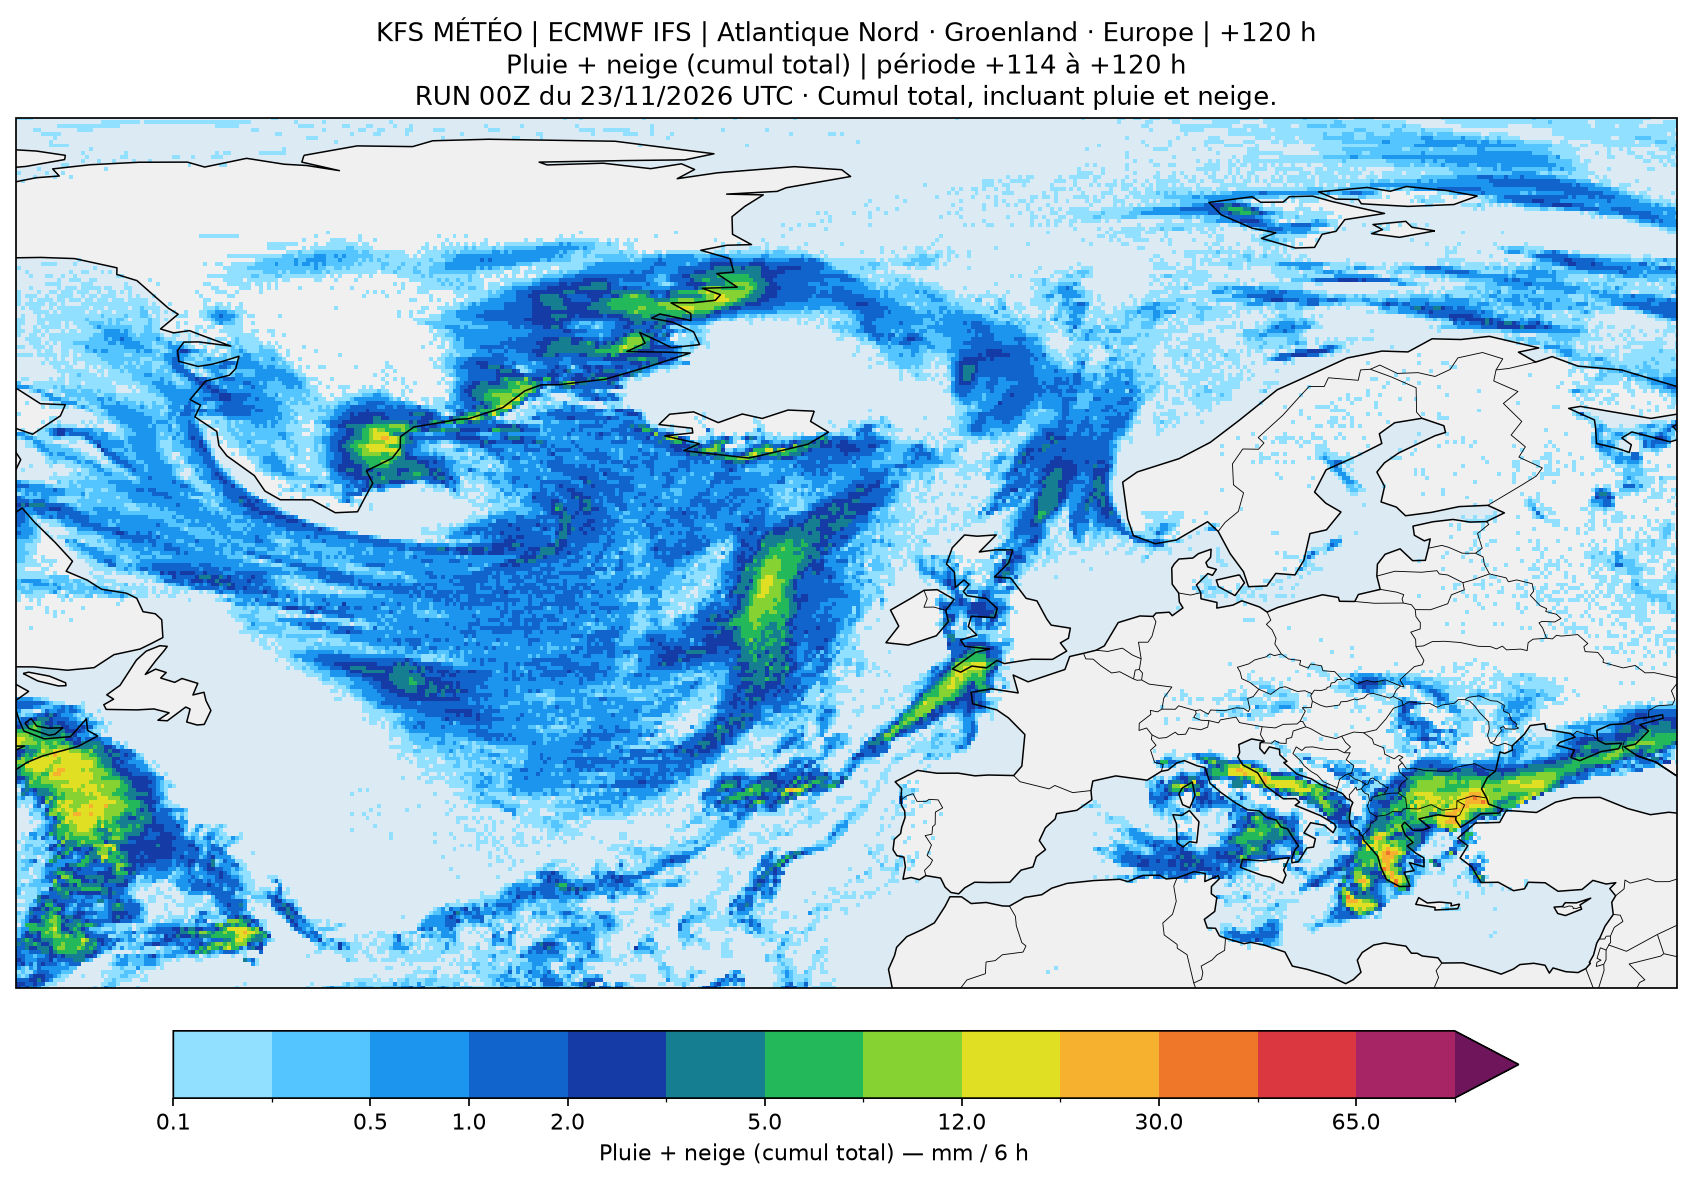 KFS MÉTÉO | ECMWF IFS | Atlantique Nord · Groenland · Europe | +120 h
Pluie + neige (cumul total) | période +114 à +120 h
RUN 00Z du 23/11/2026 UTC · Cumul total, incluant pluie et neige.
0.1 0.5 1.0 2.0 5.0 12.0 30.0 65.0
Pluie + neige (cumul total) — mm / 6 h